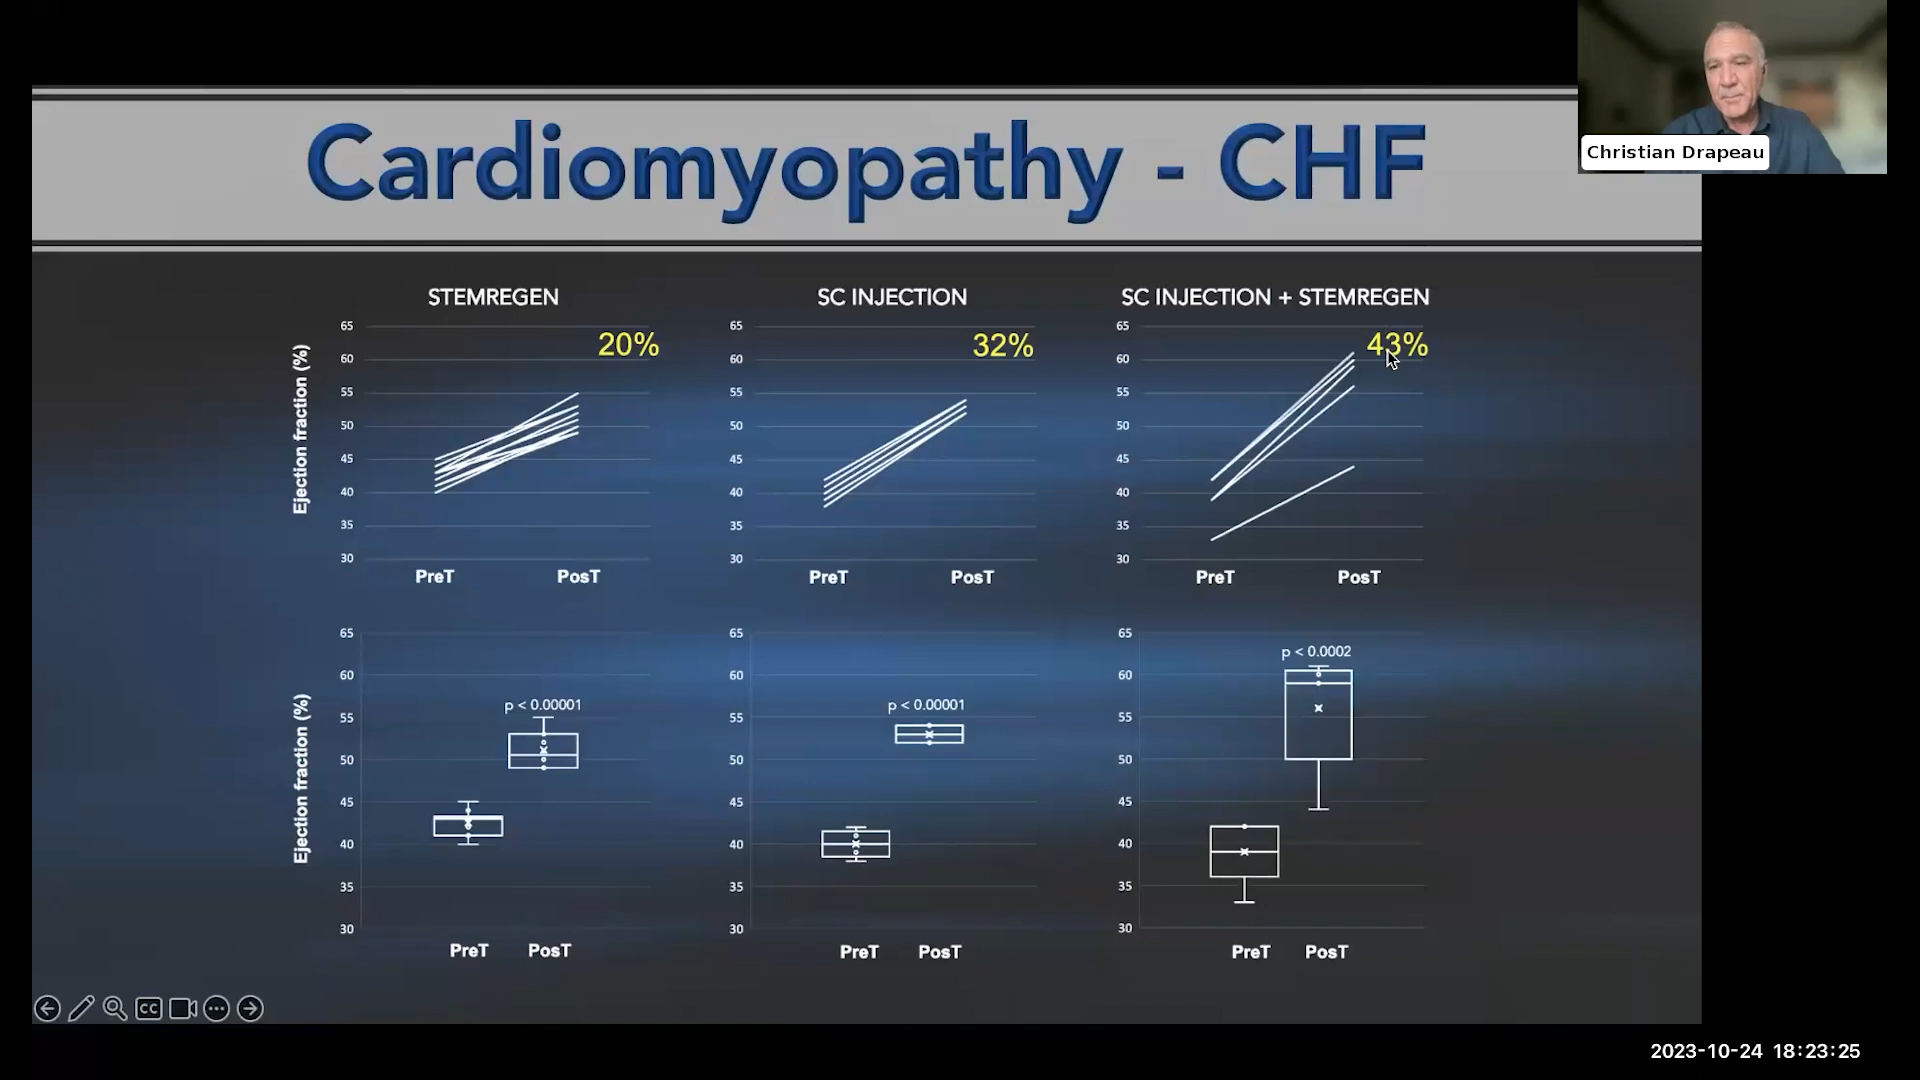 Christian Drapeau
Cardiomyopathy - CHF
STEMREGEN
SC INJECTION
SC INJECTION + STEMREGEN
Ejection fraction (%)
65
60
55
50
45
40
35
30
20%
PreT
PosT
65
60
55
50
45
40
35
30
32%
PreT
PosT
65
60
55
50
45
40
35
30
43%
PreT
PosT
Ejection fraction (%)
65
60
55
50
45
40
35
30
p < 0.00001
PreT
PosT
65
60
55
50
45
40
35
30
p < 0.00001
PreT
PosT
65
60
55
50
45
40
35
30
p < 0.0002
PreT
PosT
CC
2023-10-24 18:23:25